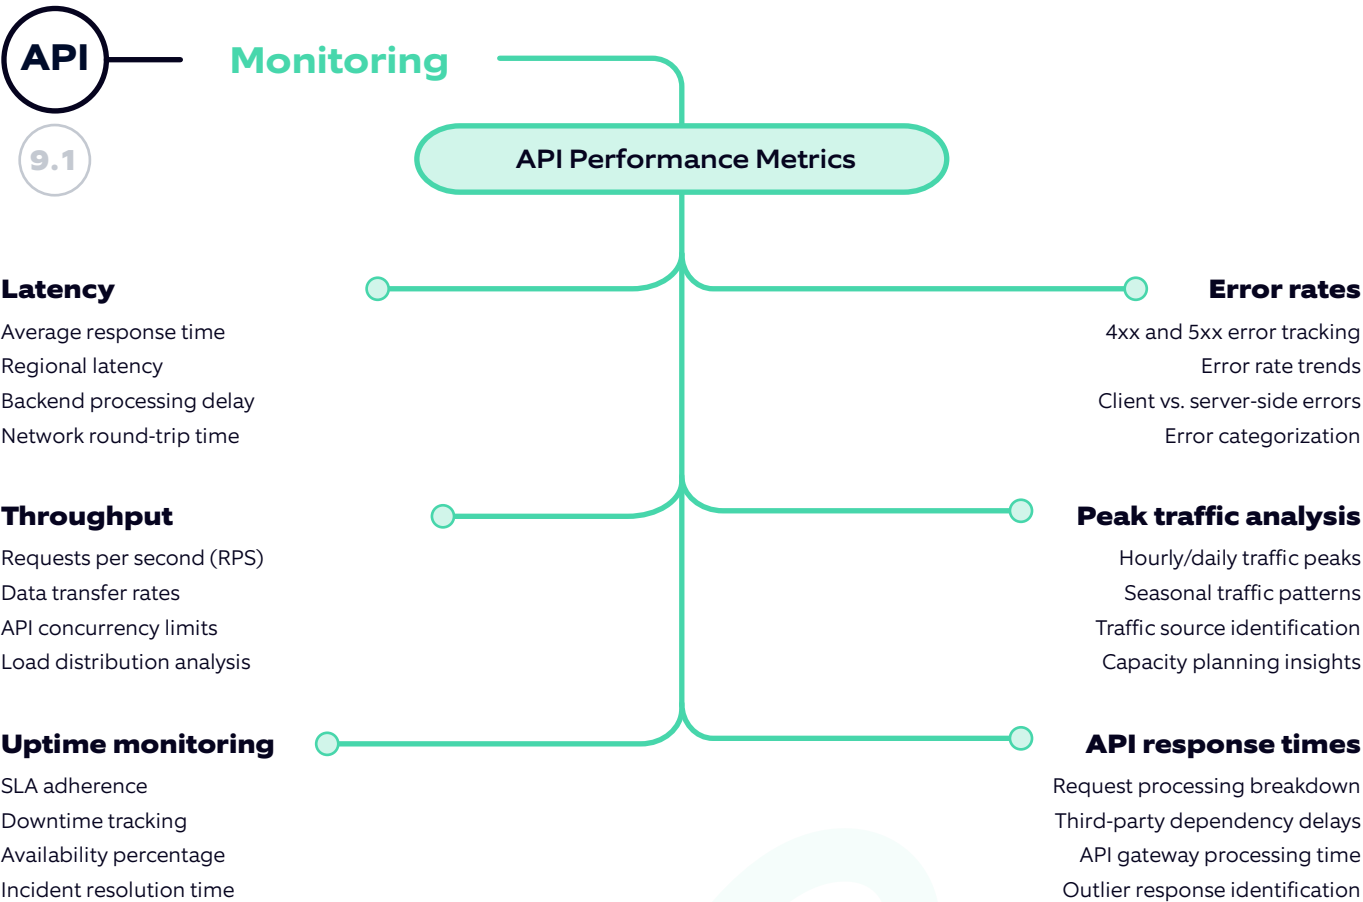 API
Monitoring
9.1
API Performance Metrics
Latency
Average response time
Regional latency
Backend processing delay
Network round-trip time
Error rates
4xx and 5xx error tracking
Error rate trends
Client vs. server-side errors
Error categorization
Throughput
Requests per second (RPS)
Data transfer rates
API concurrency limits
Load distribution analysis
Peak traffic analysis
Hourly/daily traffic peaks
Seasonal traffic patterns
Traffic source identification
Capacity planning insights
Uptime monitoring
SLA adherence
Downtime tracking
Availability percentage
Incident resolution time
API response times
Request processing breakdown
Third-party dependency delays
API gateway processing time
Outlier response identification